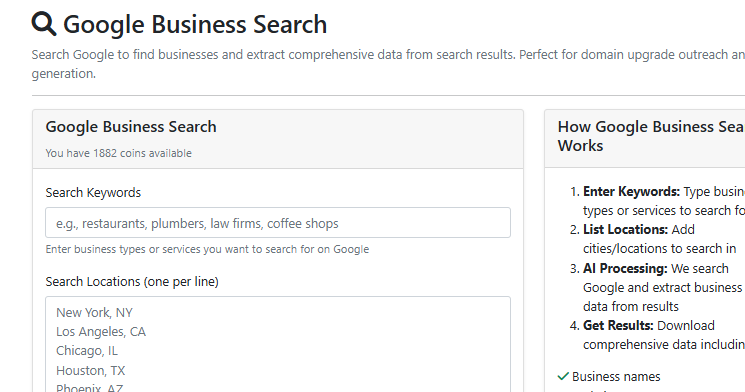 Google Business Search
Search Google to find businesses and extract comprehensive data from search results. Perfect for domain upgrade outreach an
generation.
Google Business Search
You have 1882 coins available
Search Keywords
e.g., restaurants, plumbers, law firms, coffee shops
Enter business types or services you want to search for on Google
Search Locations (one per line)
New York, NY
Los Angeles, CA
Chicago, IL
Houston, TX
Phoenix, AZ
How Google Business Sea
Works
1. Enter Keywords: Type busin
types or services to search fo
2. List Locations: Add
cities/locations to search in
3. AI Processing: We search
Google and extract business
data from results
4. Get Results: Download
comprehensive data includin
Business names